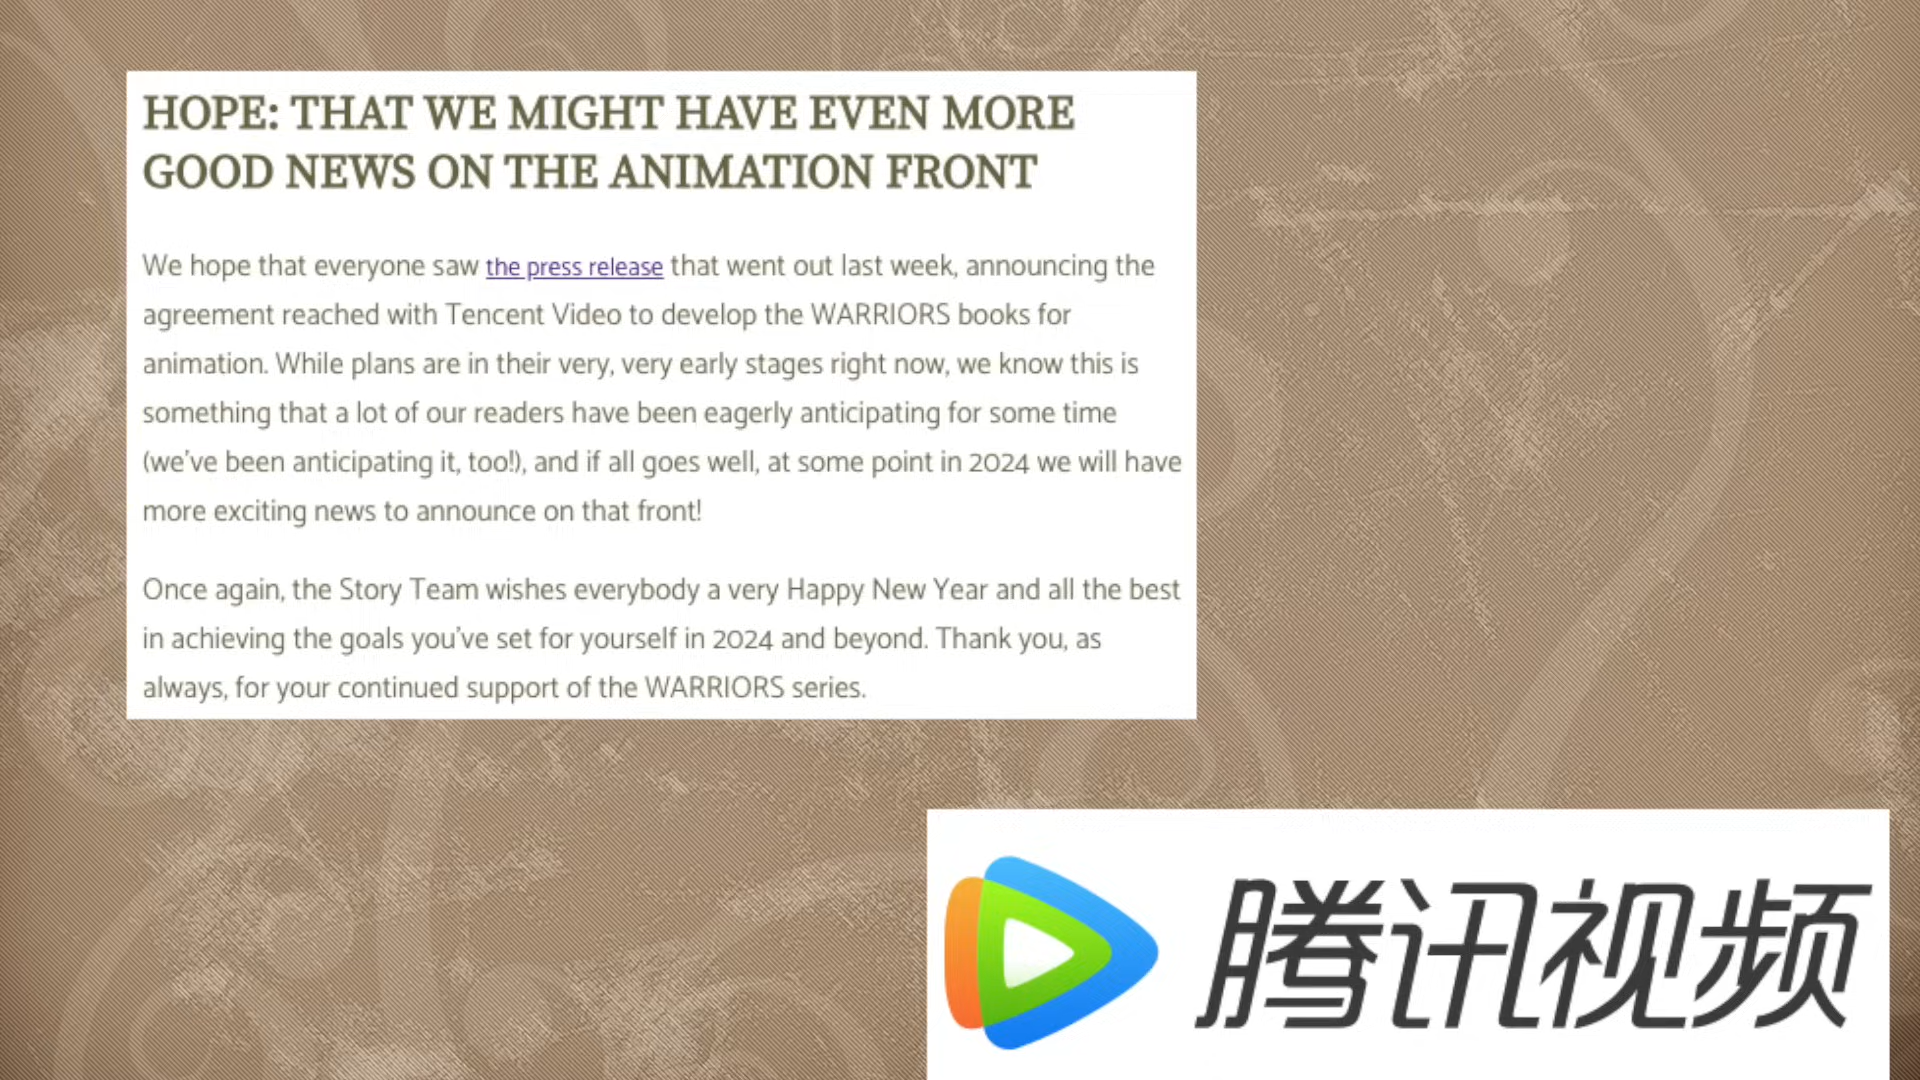 HOPE: THAT WE MIGHT HAVE EVEN MORE
GOOD NEWS ON THE ANIMATION FRONT
We hope that everyone saw the press release that went out last week, announcing the
agreement reached with Tencent Video to develop the WARRIORS books for
animation. While plans are in their very, very early stages right now, we know this is
something that a lot of our readers have been eagerly anticipating for some time
(we’ve been anticipating it, too!), and if all goes well, at some point in 2024 we will have
more exciting news to announce on that front!
Once again, the Story Team wishes everybody a very Happy New Year and all the best
in achieving the goals you’ve set for yourself in 2024 and beyond. Thank you, as
always, for your continued support of the WARRIORS series.
腾讯视频